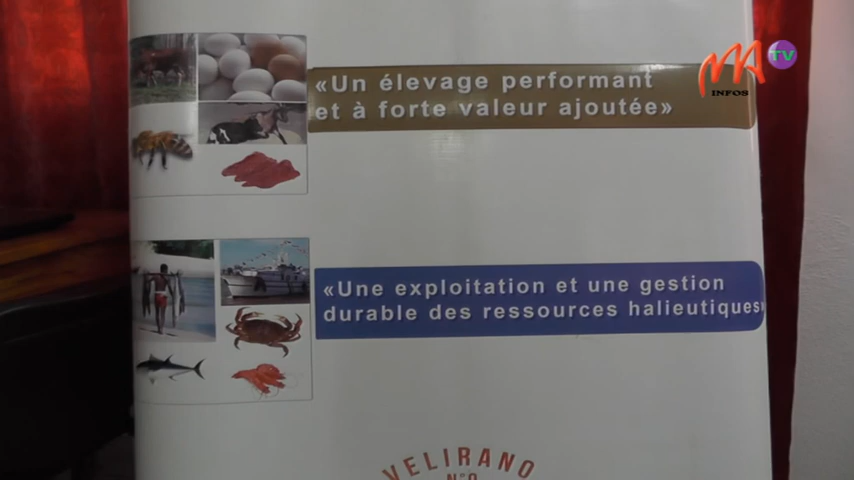 MA TV
INFOS
«Un élevage performant
et à forte valeur ajoutée»
«Une exploitation et une gestion
durable des ressources halieutiques»
VELIRANO
N°9